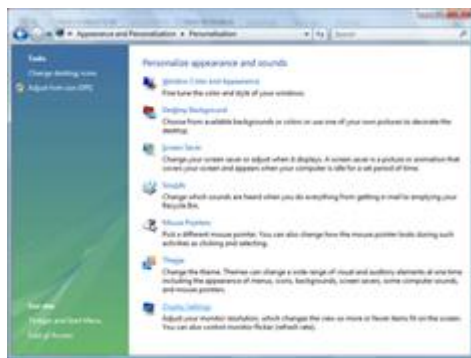 Appearance and Personalization ▸ Personalization
Search
Tasks
Change desktop icons
Adjust font size (DPI)
Personalize appearance and sounds
Window Color and Appearance
Fine tune the color and style of your windows.
Desktop Background
Choose from available backgrounds or colors or use one of your own pictures to decorate the
desktop.
Screen Saver
Change your screen saver or adjust when it displays. A screen saver is a picture or animation that
covers your screen and appears when your computer is idle for a set period of time.
Sounds
Change which sounds are heard when you do everything from getting e-mail to emptying your
Recycle Bin.
Mouse Pointers
Pick a different mouse pointer. You can also change how the mouse pointer looks during such
activities as clicking and selecting.
Theme
Change the theme. Themes can change a wide range of visual and auditory elements at one time
including the appearance of menus, icons, backgrounds, screen savers, some computer sounds,
and mouse pointers.
Display Settings
Adjust your monitor resolution, which changes the view so more or fewer items fit on the screen.
You can also control monitor flicker (refresh rate).
See also
Taskbar and Start Menu
Ease of Access